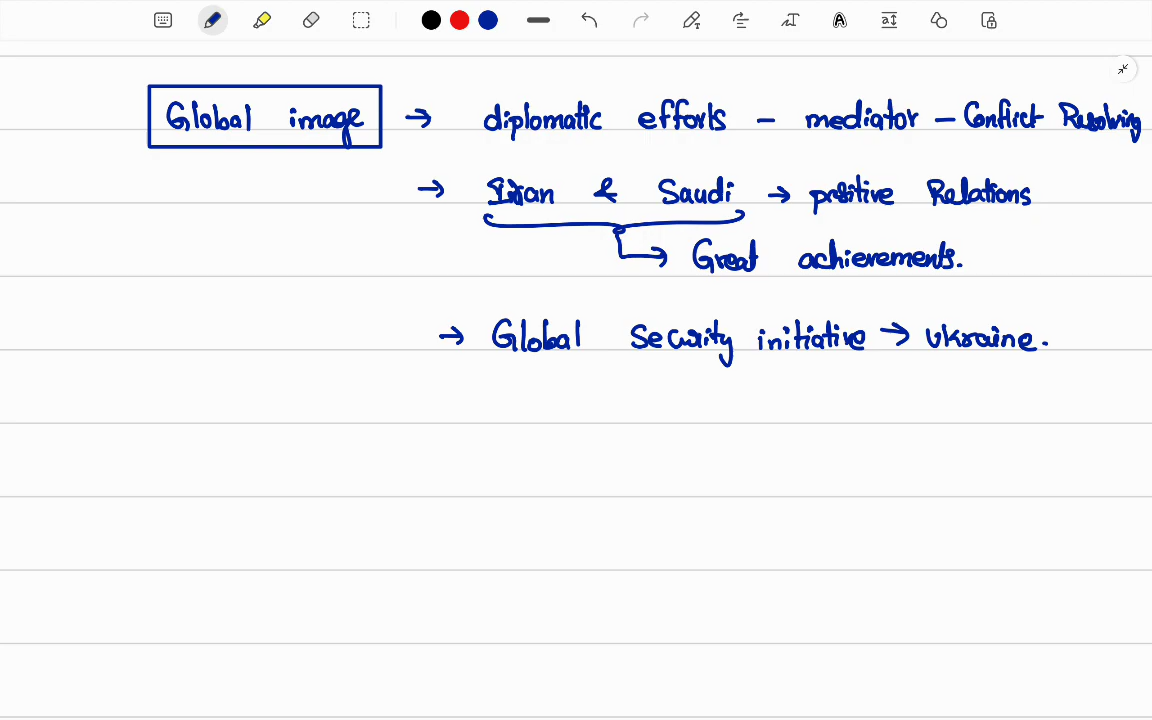 Global image → diplomatic efforts - mediator - Conflict Resolving
→ Iran & Saudi → positive Relations
→ Great achievements.
→ Global Security initiative → Ukraine.